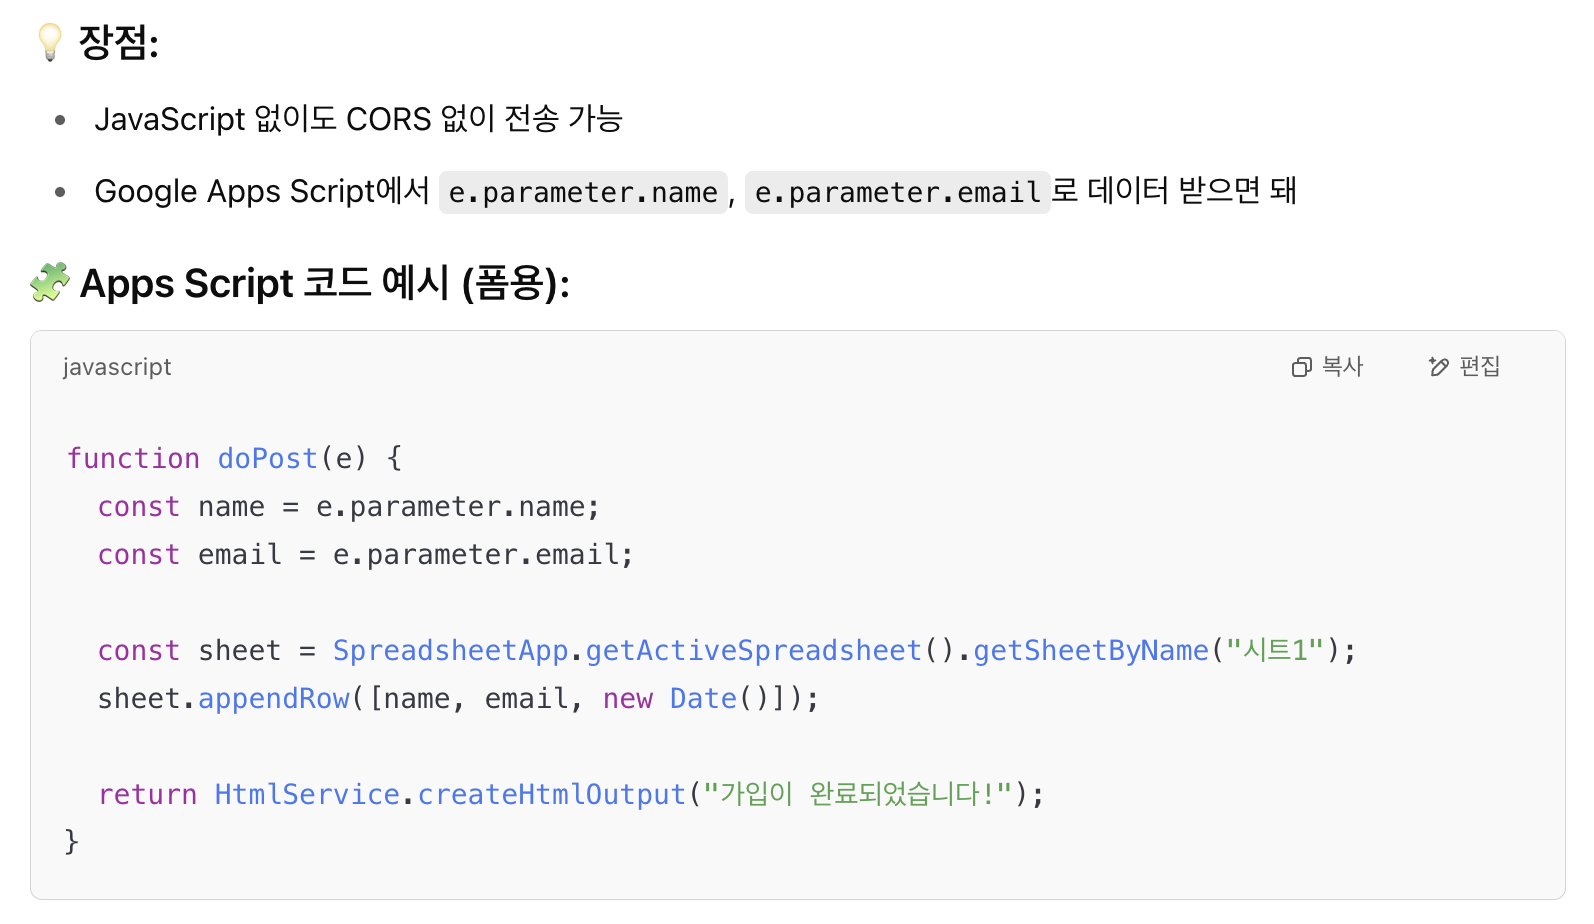 💡 장점:
• JavaScript 없이도 CORS 없이 전송 가능
• Google Apps Script에서 e.parameter.name, e.parameter.email로 데이터 받으면 돼
🧩 Apps Script 코드 예시 (폼용):
javascript 복사 편집
function doPost(e) {
  const name = e.parameter.name;
  const email = e.parameter.email;

  const sheet = SpreadsheetApp.getActiveSpreadsheet().getSheetByName("시트1");
  sheet.appendRow([name, email, new Date()]);

  return HtmlService.createHtmlOutput("가입이 완료되었습니다!");
}